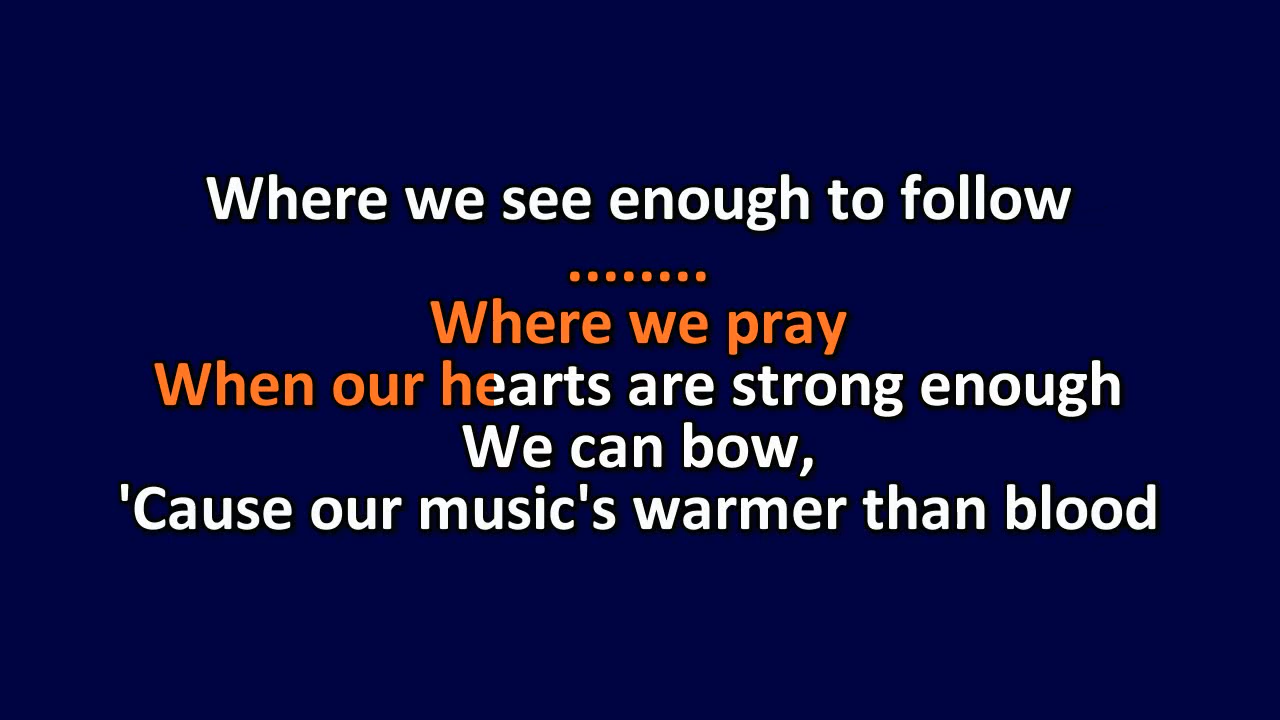 Where we see enough to follow
........
Where we pray
When our hearts are strong enough
We can bow,
'Cause our music's warmer than blood